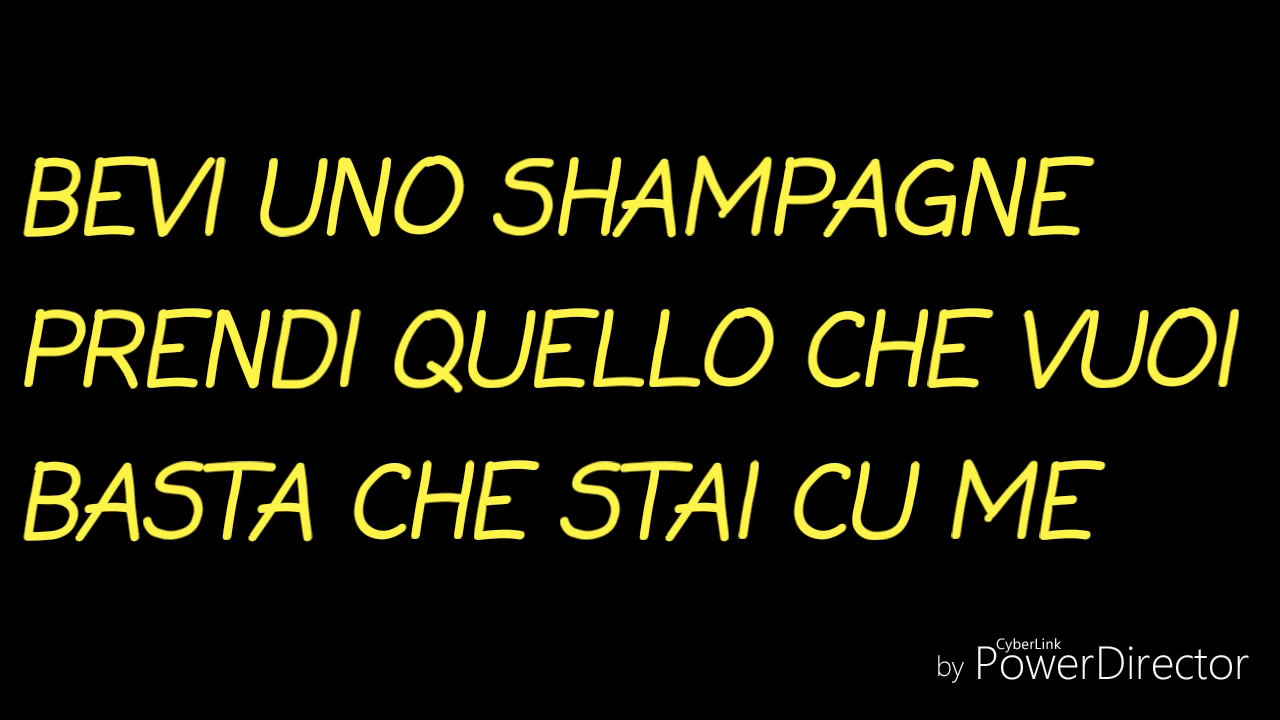 BEVI UNO SHAMPAGNE
PRENDI QUELLO CHE VUOI
BASTA CHE STAI CU ME
CyberLink
by PowerDirector